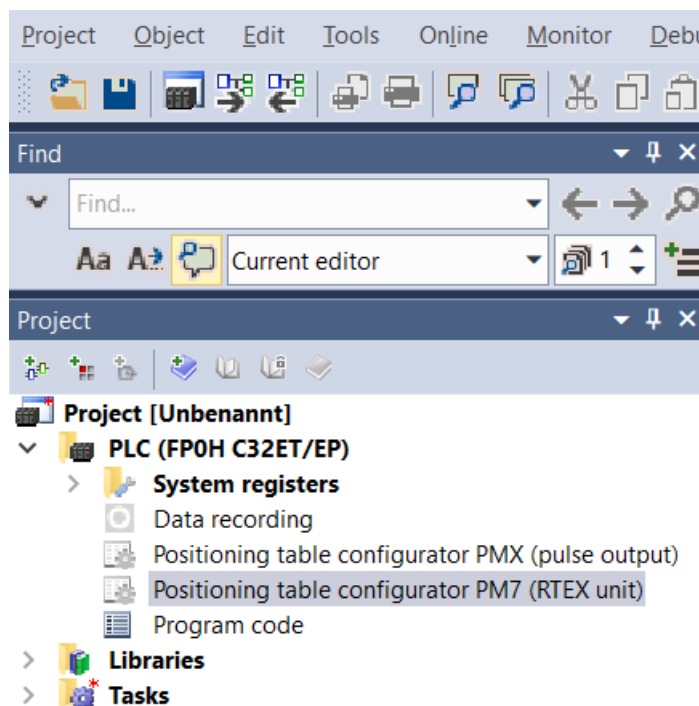 Project Object Edit Tools Online Monitor Debu
Find
Find...
Aa A Current editor 1
Project
Project [Unbenannt]
PLC (FP0H C32ET/EP)
System registers
Data recording
Positioning table configurator PMX (pulse output)
Positioning table configurator PM7 (RTEX unit)
Program code
Libraries
Tasks